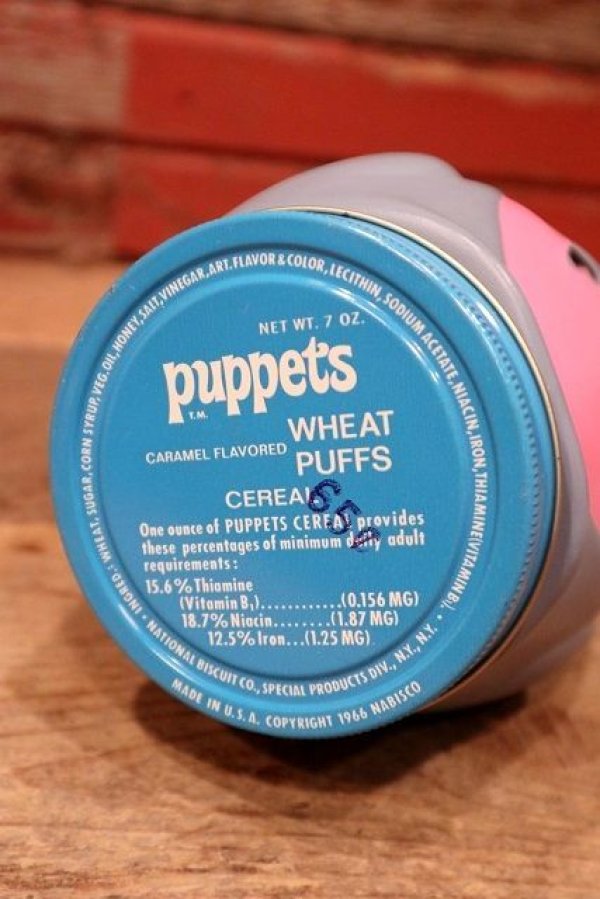 NET WT. 7 OZ.
puppets
T.M.
CARAMEL FLAVORED WHEAT PUFFS
CEREAL
65¢
One ounce of PUPPETS CEREAL provides
these percentages of minimum daily adult
requirements:
15.6% Thiamine
(Vitamin B₁)............(0.156 MG)
18.7% Niacin........(1.87 MG)
12.5% Iron...(1.25 MG)
• INGRED.: WHEAT, SUGAR, CORN SYRUP, VEG. OIL, HONEY, SALT, VINEGAR, ART. FLAVOR & COLOR, LECITHIN, SODIUM ACETATE, NIACIN, IRON, THIAMINE (VITAMIN B₁). •
NATIONAL BISCUIT CO., SPECIAL PRODUCTS DIV., N.Y., N.Y.
MADE IN U.S.A. COPYRIGHT 1966 NABISCO